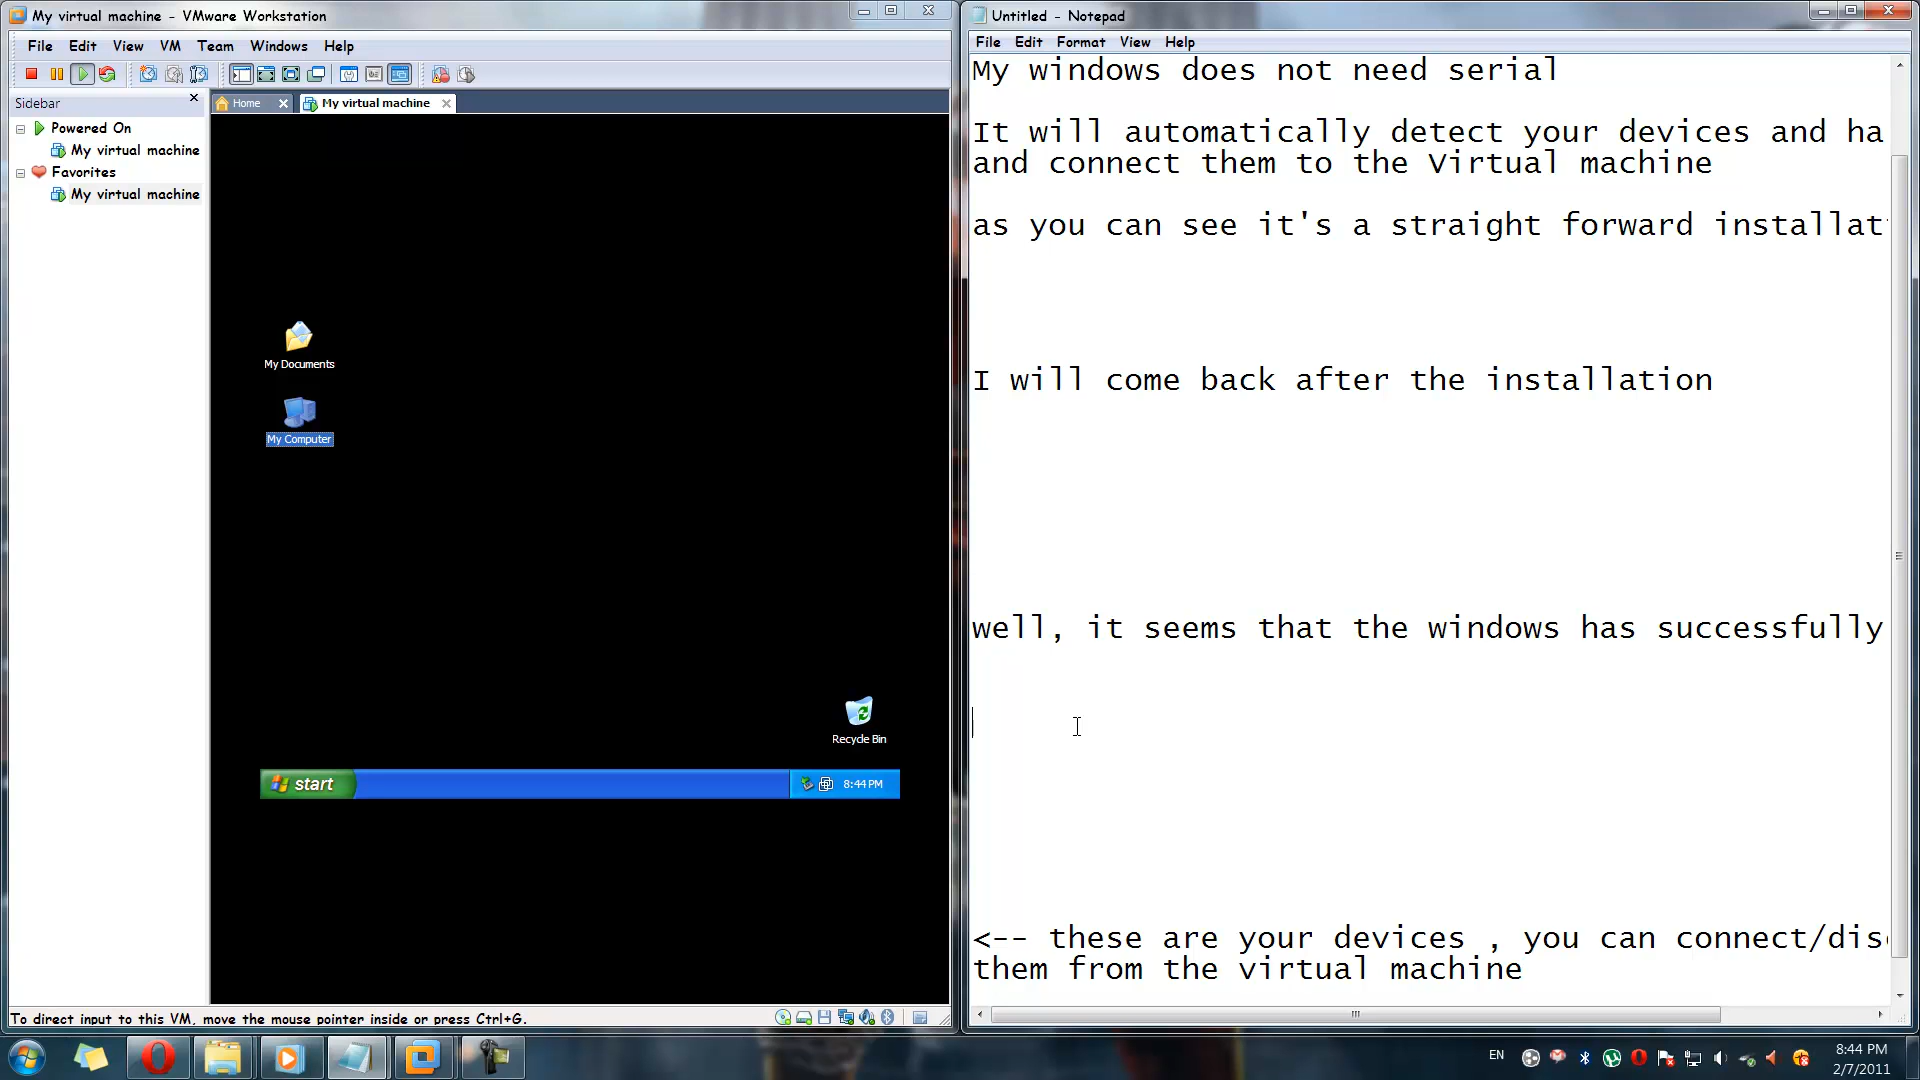 My virtual machine - VMware Workstation
File Edit View VM Team Windows Help
Sidebar
Powered On
My virtual machine
Favorites
My virtual machine
Home
My virtual machine
My Documents
My Computer
Recycle Bin
start
8:44 PM
To direct input to this VM, move the mouse pointer inside or press Ctrl+G.
Untitled - Notepad
File Edit Format View Help
My windows does not need serial
It will automatically detect your devices and ha
and connect them to the Virtual machine
as you can see it's a straight forward installat
I will come back after the installation
well, it seems that the windows has successfully
<-- these are your devices , you can connect/dis
them from the virtual machine
EN
8:44 PM
2/7/2011